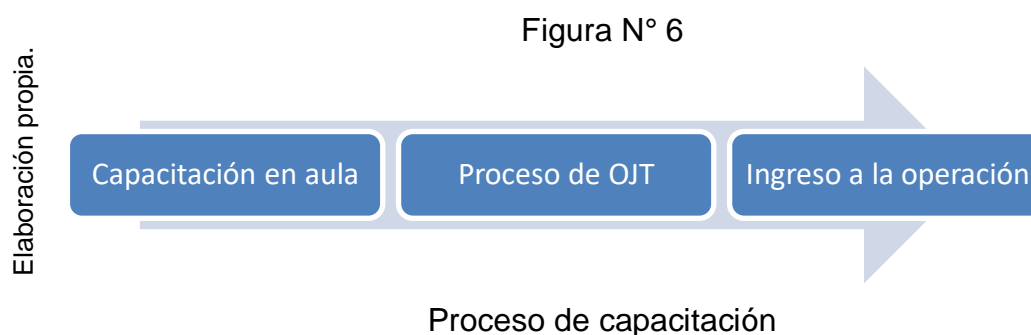 Figura N° 6
Elaboración propia.
Capacitación en aula
Proceso de OJT
Ingreso a la operación
Proceso de capacitación